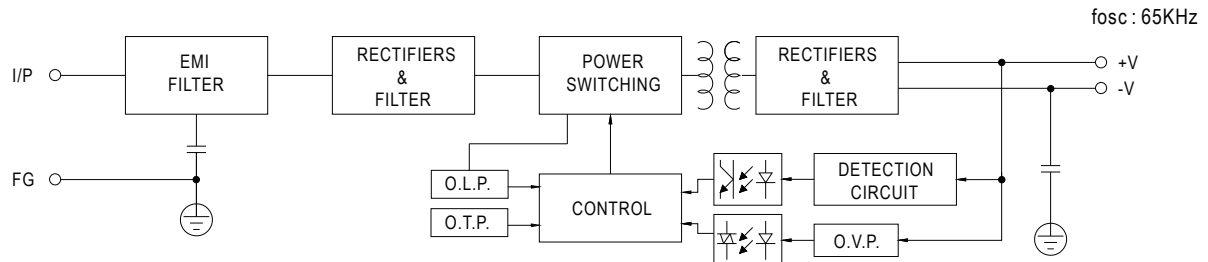 fosc : 65KHz
I/P
EMI
FILTER
RECTIFIERS
&
FILTER
POWER
SWITCHING
RECTIFIERS
&
FILTER
+V
-V
FG
O.L.P.
O.T.P.
CONTROL
DETECTION
CIRCUIT
O.V.P.